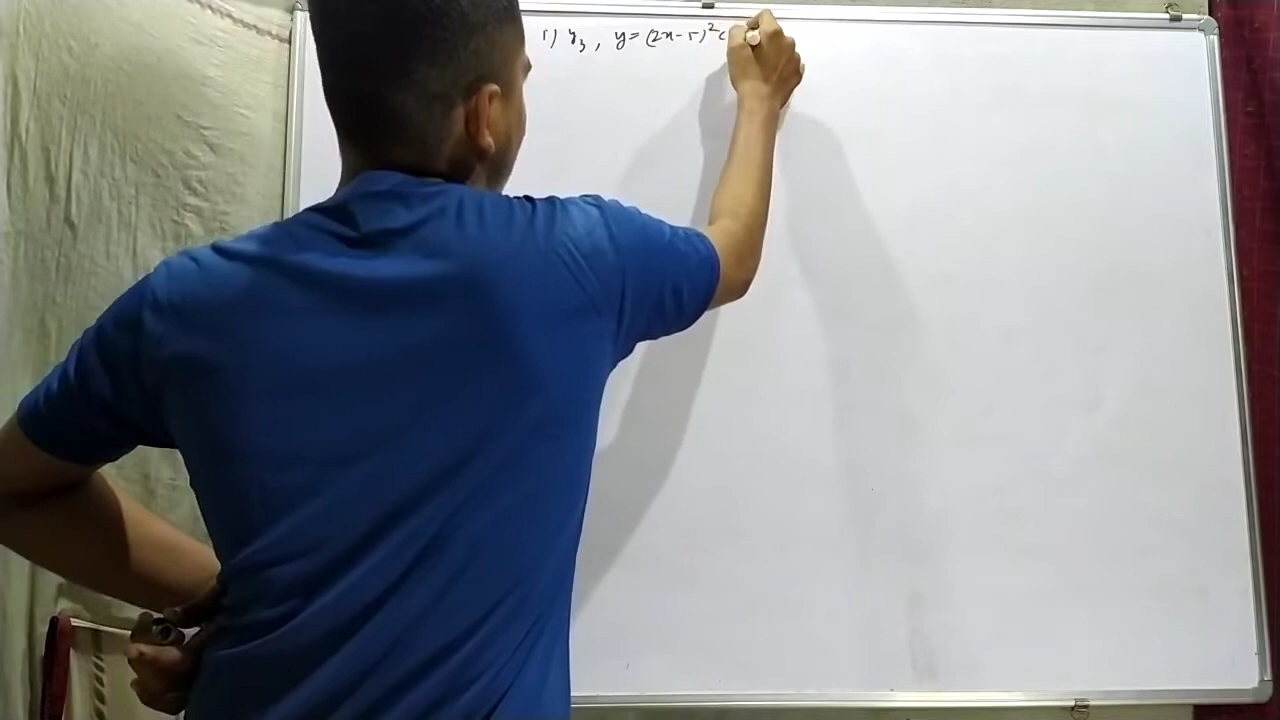 1) y₃, y = (2x-5)²(